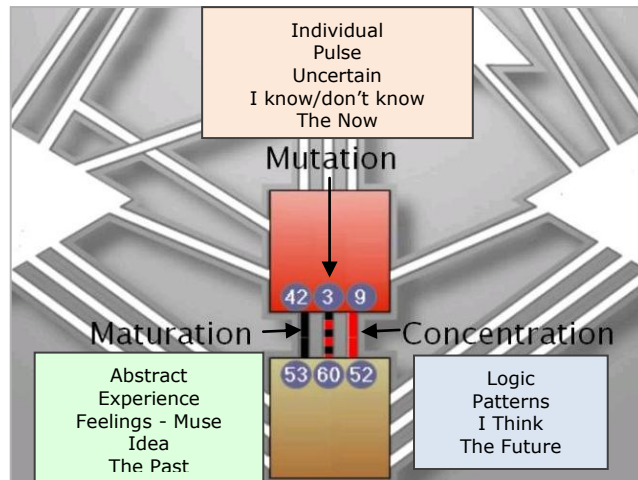 Individual
Pulse
Uncertain
I know/don’t know
The Now
Mutation
42 3 9
Maturation
Concentration
53 60 52
Abstract
Experience
Feelings - Muse
Idea
The Past
Logic
Patterns
I Think
The Future